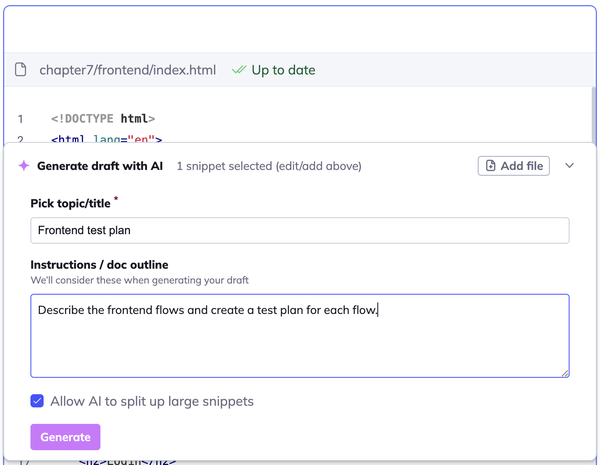 chapter7/frontend/index.html Up to date
1 <!DOCTYPE html>
2 <html lang="en">
Generate draft with AI 1 snippet selected (edit/add above) Add file
Pick topic/title *
Frontend test plan
Instructions / doc outline
We'll consider these when generating your draft
Describe the frontend flows and create a test plan for each flow.
Allow AI to split up large snippets
Generate
17 <h2>Login</h2>